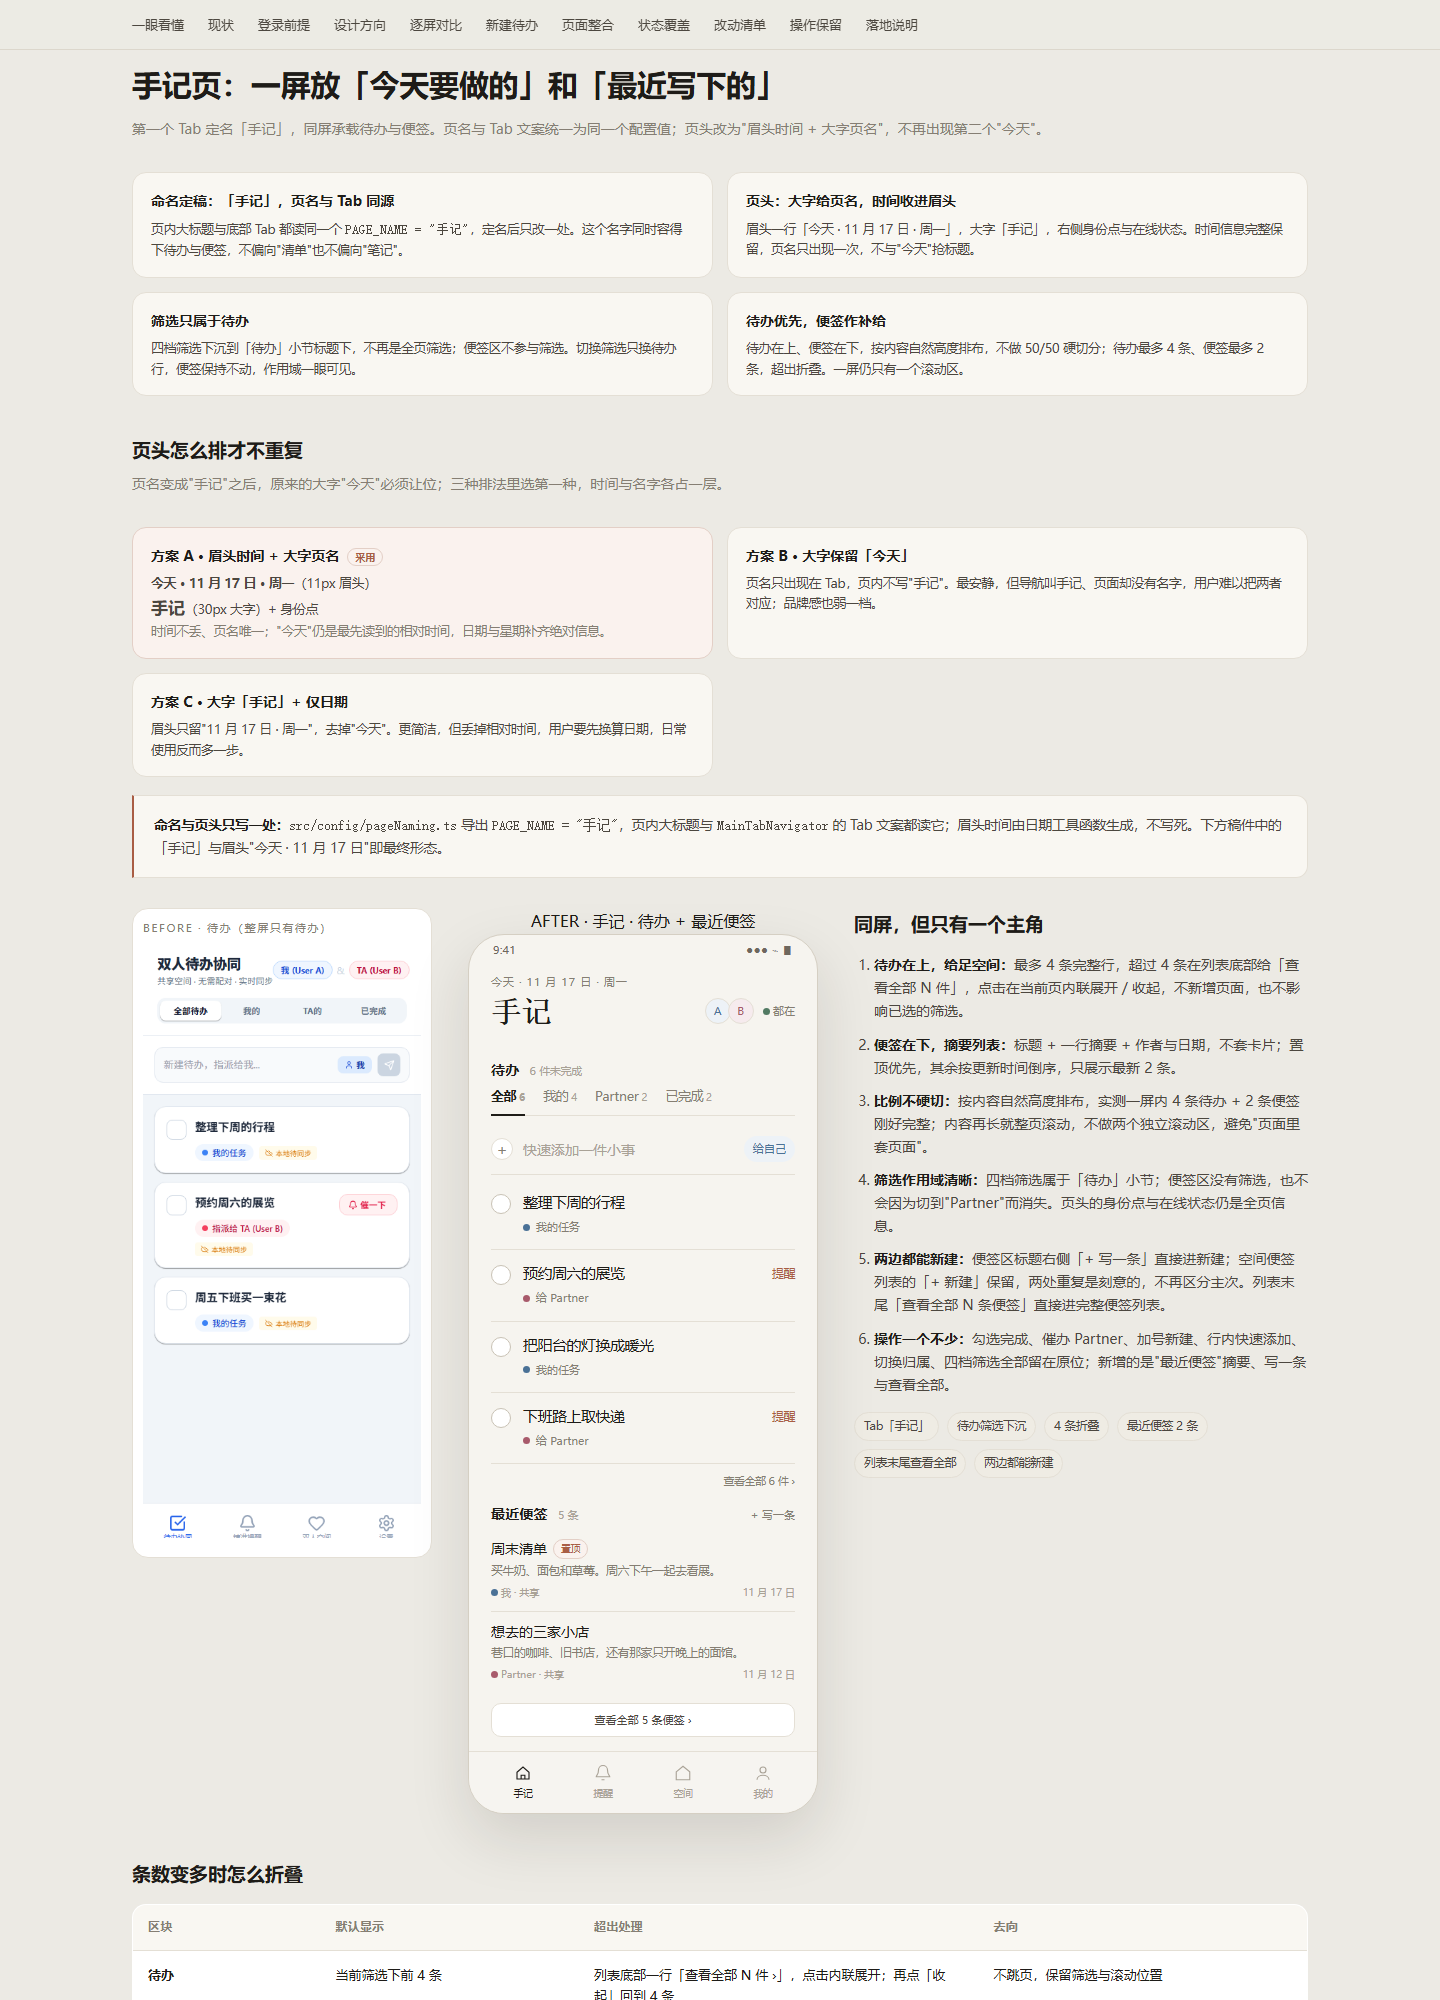 一眼看懂 现状 登录前提 设计方向 逐屏对比 新建待办 页面整合 状态覆盖 改动清单 操作保留 落地说明
手记页：一屏放「今天要做的」和「最近写下的」
第一个 Tab 定名「手记」，同屏承载待办与便签。页名与 Tab 文案统一为同一个配置值；页头改为"眉头时间 + 大字页名"，不再出现第二个"今天"。
命名定稿：「手记」，页名与 Tab 同源
页内大标题与底部 Tab 都读同一个 PAGE_NAME = "手记"，定名后只改一处。这个名字同时容得
下待办与便签，不偏向"清单"也不偏向"笔记"。
页头：大字给页名，时间收进眉头
眉头一行「今天 · 11 月 17 日 · 周一」，大字「手记」，右侧身份点与在线状态。时间信息完整保
留，页名只出现一次，不与"今天"抢标题。
筛选只属于待办
四档筛选下沉到「待办」小节标题下，不再是全页筛选；便签区不参与筛选。切换筛选只换待办
行，便签保持不动，作用域一眼可见。
待办优先，便签作补给
待办在上、便签在下，按内容自然高度排布，不做 50/50 硬切分；待办最多 4 条、便签最多 2
条，超出折叠。一屏仍只有一个滚动区。
页头怎么排才不重复
页名变成"手记"之后，原来的大字"今天"必须让位；三种排法里选第一种，时间与名字各占一层。
方案 A • 眉头时间 + 大字页名 采用
今天 • 11 月 17 日 • 周一（11px 眉头）
手记（30px 大字）+ 身份点
时间不丢、页名唯一；"今天"仍是最先读到的相对时间，日期与星期补齐绝对信息。
方案 B • 大字保留「今天」
页名只出现在 Tab，页内不写"手记"。最安静，但导航叫手记、页面却没有名字，用户难以把两者
对应；品牌感也弱一档。
方案 C • 大字「手记」+ 仅日期
眉头只留"11 月 17 日 · 周一"，去掉"今天"。更简洁，但丢掉相对时间，用户要先换算日期，日常
使用反而多一步。
命名与页头只写一处：src/config/pageNaming.ts 导出 PAGE_NAME = "手记"，页内大标题与 MainTabNavigator 的 Tab 文案都读它；眉头时间由日期工具函数生成，不写死。下方稿件中的
「手记」与眉头"今天 · 11 月 17 日"即最终形态。
BEFORE · 待办（整屏只有待办）
双人待办协同
共享空间 · 无需配对 · 实时同步
我 (User A) & TA (User B)
全部待办 我的 TA的 已完成
新建待办，指派给我... 我
整理下周的行程
我的任务 本地待同步
预约周六的展览 催一下
指派给 TA (User B)
本地待同步
周五下班买一束花
我的任务 本地待同步
AFTER · 手记 · 待办 + 最近便签
9:41
今天 · 11 月 17 日 · 周一
手记 A B 都在
待办 6 件未完成
全部 6 我的 4 Partner 2 已完成 2
+ 快速添加一件小事 给自己
整理下周的行程
我的任务
预约周六的展览 提醒
给 Partner
把阳台的灯换成暖光
我的任务
下班路上取快递 提醒
给 Partner
查看全部 6 件 ›
最近便签 5 条 + 写一条
周末清单 置顶
买牛奶、面包和草莓。周六下午一起去看展。
我 · 共享 11 月 17 日
想去的三家小店
巷口的咖啡、旧书店，还有那家只开晚上的面馆。
Partner · 共享 11 月 12 日
查看全部 5 条便签 ›
手记 提醒 空间 我的
同屏，但只有一个主角
1. 待办在上，给足空间：最多 4 条完整行，超过 4 条在列表底部给「查
看全部 N 件」，点击在当前页内联展开 / 收起，不新增页面，也不影
响已选的筛选。
2. 便签在下，摘要列表：标题 + 一行摘要 + 作者与日期，不套卡片；置
顶优先，其余按更新时间倒序，只展示最新 2 条。
3. 比例不硬切：按内容自然高度排布，实测一屏内 4 条待办 + 2 条便签
刚好完整；内容再长就整页滚动，不做两个独立滚动区，避免"页面里
套页面"。
4. 筛选作用域清晰：四档筛选属于「待办」小节；便签区没有筛选，也不
会因为切到"Partner"而消失。页头的身份点与在线状态仍是全页信
息。
5. 两边都能新建：便签区标题右侧「+ 写一条」直接进新建；空间便签
列表的「+ 新建」保留，两处重复是刻意的，不再区分主次。列表末
尾「查看全部 N 条便签」直接进完整便签列表。
6. 操作一个不少：勾选完成、催办 Partner、加号新建、行内快速添加、
切换归属、四档筛选全部留在原位；新增的是"最近便签"摘要、写一条
与查看全部。
Tab「手记」 待办筛选下沉 4 条折叠 最近便签 2 条
列表末尾查看全部 两边都能新建
条数变多时怎么折叠
区块 默认显示 超出处理 去向
待办 当前筛选下前 4 条 列表底部一行「查看全部 N 件 ›」，点击内联展开；再点「收 不跳页，保留筛选与滚动位置
起」回到 4 条